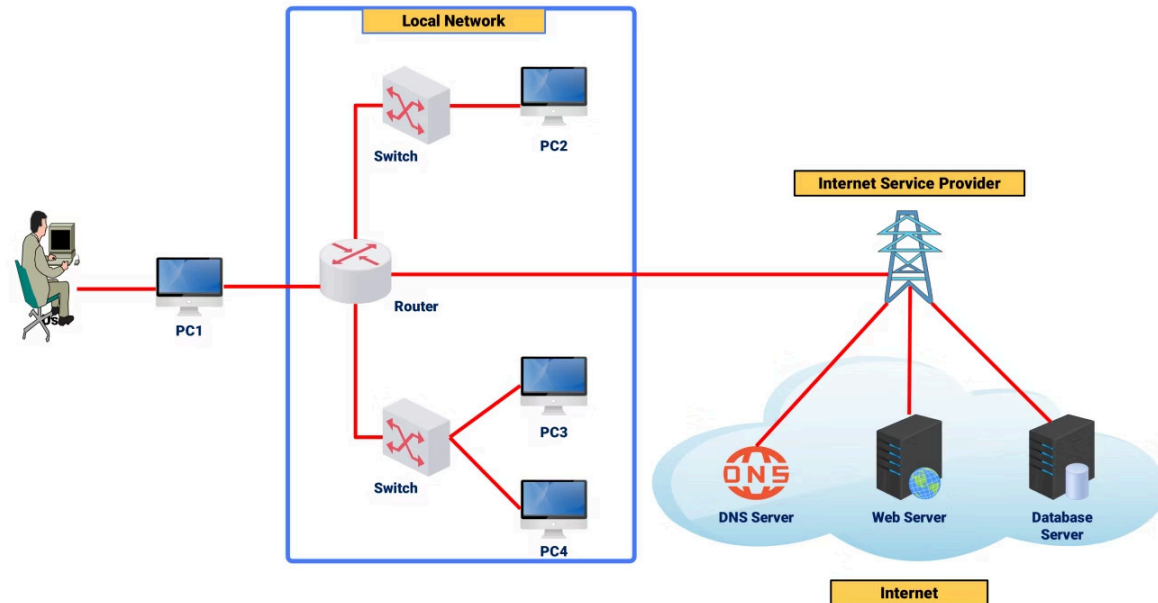 Local Network
Switch
PC2
Internet Service Provider
PC1
Router
PC3
Switch
PC4
DNS
DNS Server
Web Server
Database
Server
Internet